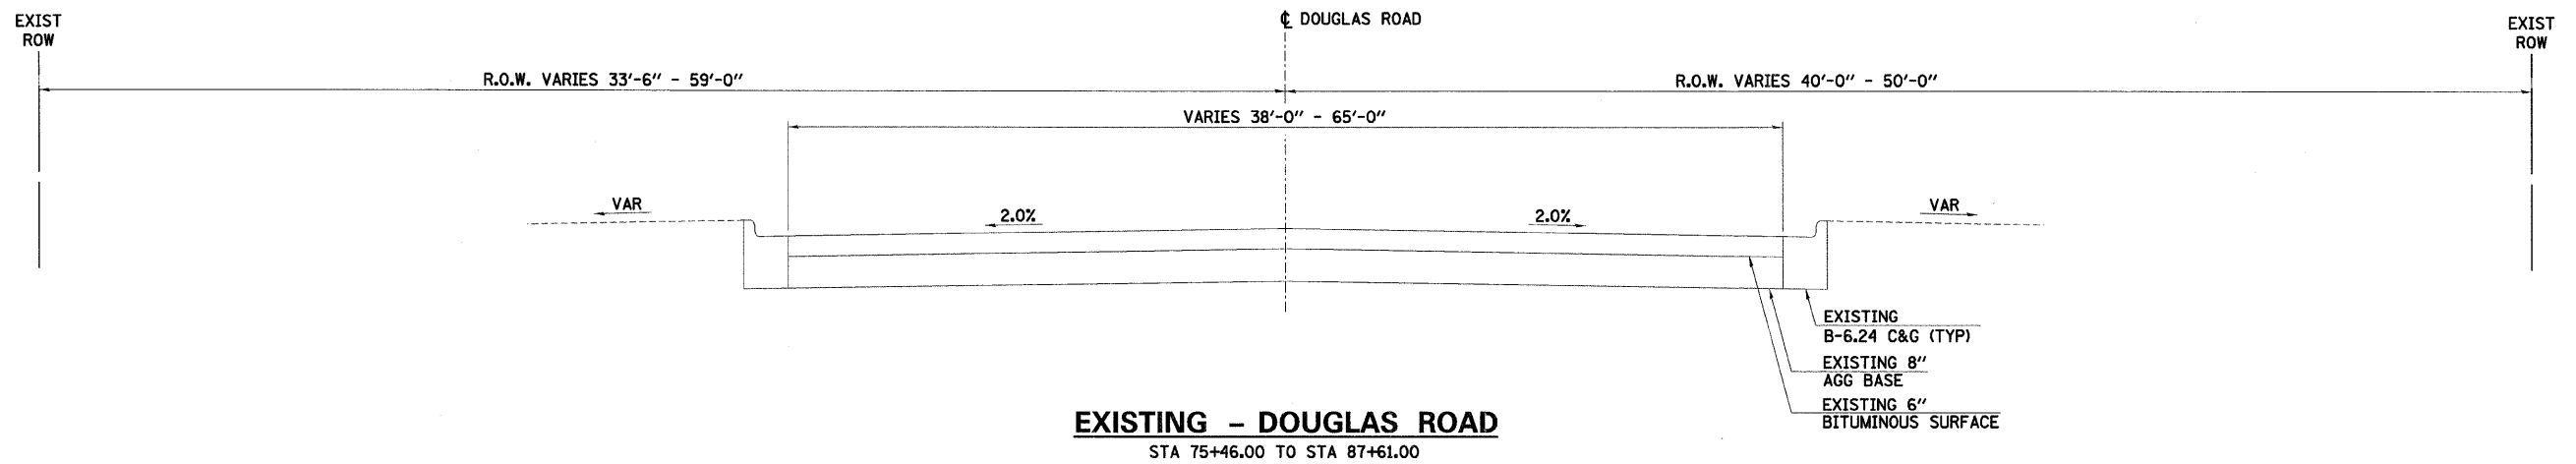 EXIST
ROW
℄ DOUGLAS ROAD
EXIST
ROW
R.O.W. VARIES 33'-6" - 59'-0"
R.O.W. VARIES 40'-0" - 50'-0"
VARIES 38'-0" - 65'-0"
VAR
2.0%
2.0%
VAR
EXISTING
B-6.24 C&G (TYP)
EXISTING 8"
AGG BASE
EXISTING 6"
BITUMINOUS SURFACE
EXISTING - DOUGLAS ROAD
STA 75+46.00 TO STA 87+61.00